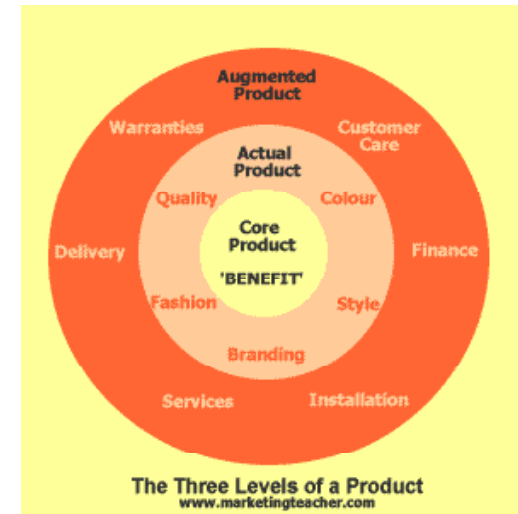 Augmented
Product
Warranties
Customer
Care
Actual
Product
Quality
Colour
Core
Product
Delivery
Finance
'BENEFIT'
Fashion
Style
Branding
Services
Installation
The Three Levels of a Product
www.marketingteacher.com